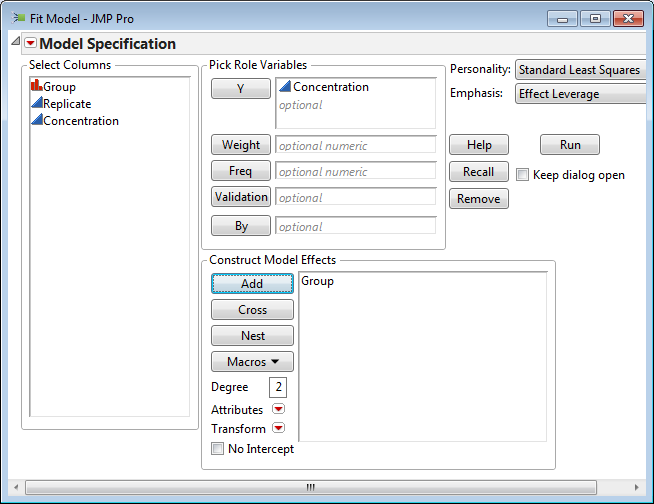 Fit Model - JMP Pro
Model Specification
Select Columns
Group
Replicate
Concentration
Pick Role Variables
Y
Concentration
optional
Weight
optional numeric
Freq
optional numeric
Validation
optional
By
optional
Personality:
Standard Least Squares
Emphasis:
Effect Leverage
Help
Run
Recall
Keep dialog open
Remove
Construct Model Effects
Add
Group
Cross
Nest
Macros
Degree
2
Attributes
Transform
No Intercept